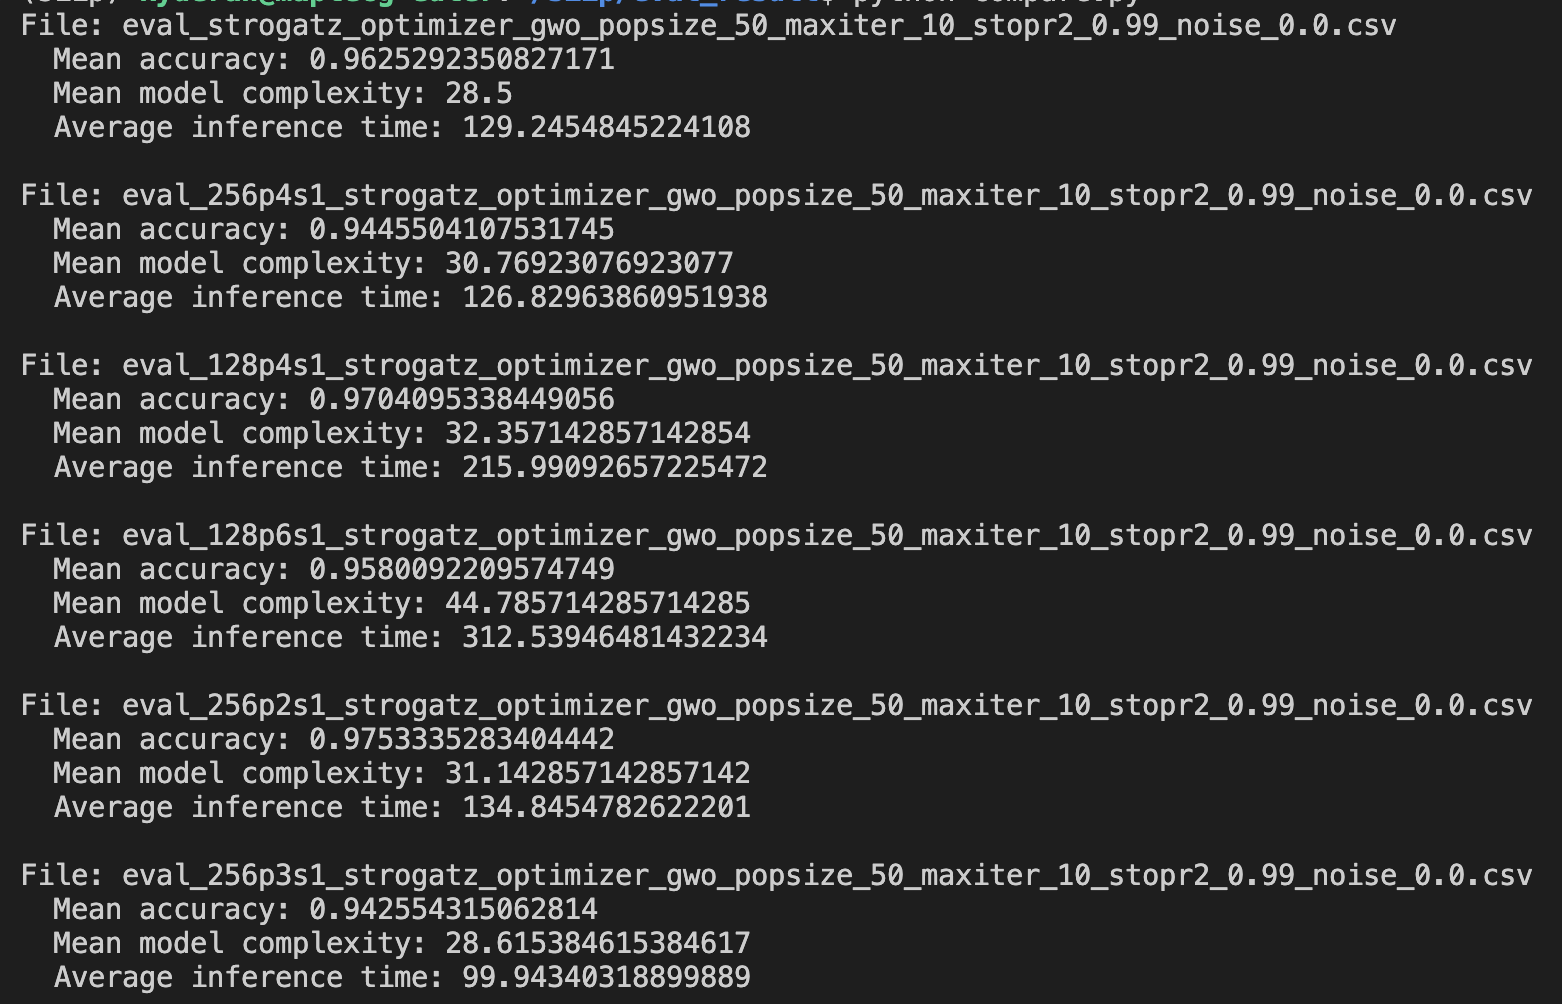 File: eval_strogatz_optimizer_gwo_popsize_50_maxiter_10_stopr2_0.99_noise_0.0.csv
Mean accuracy: 0.9625292350827171
Mean model complexity: 28.5
Average inference time: 129.2454845224108
File: eval_256p4s1_strogatz_optimizer_gwo_popsize_50_maxiter_10_stopr2_0.99_noise_0.0.csv
Mean accuracy: 0.9445504107531745
Mean model complexity: 30.76923076923077
Average inference time: 126.82963860951938
File: eval_128p4s1_strogatz_optimizer_gwo_popsize_50_maxiter_10_stopr2_0.99_noise_0.0.csv
Mean accuracy: 0.9704095338449056
Mean model complexity: 32.357142857142854
Average inference time: 215.99092657225472
File: eval_128p6s1_strogatz_optimizer_gwo_popsize_50_maxiter_10_stopr2_0.99_noise_0.0.csv
Mean accuracy: 0.9580092209574749
Mean model complexity: 44.785714285714285
Average inference time: 312.53946481432234
File: eval_256p2s1_strogatz_optimizer_gwo_popsize_50_maxiter_10_stopr2_0.99_noise_0.0.csv
Mean accuracy: 0.9753335283404442
Mean model complexity: 31.142857142857142
Average inference time: 134.8454782622201
File: eval_256p3s1_strogatz_optimizer_gwo_popsize_50_maxiter_10_stopr2_0.99_noise_0.0.csv
Mean accuracy: 0.942554315062814
Mean model complexity: 28.615384615384617
Average inference time: 99.94340318899889